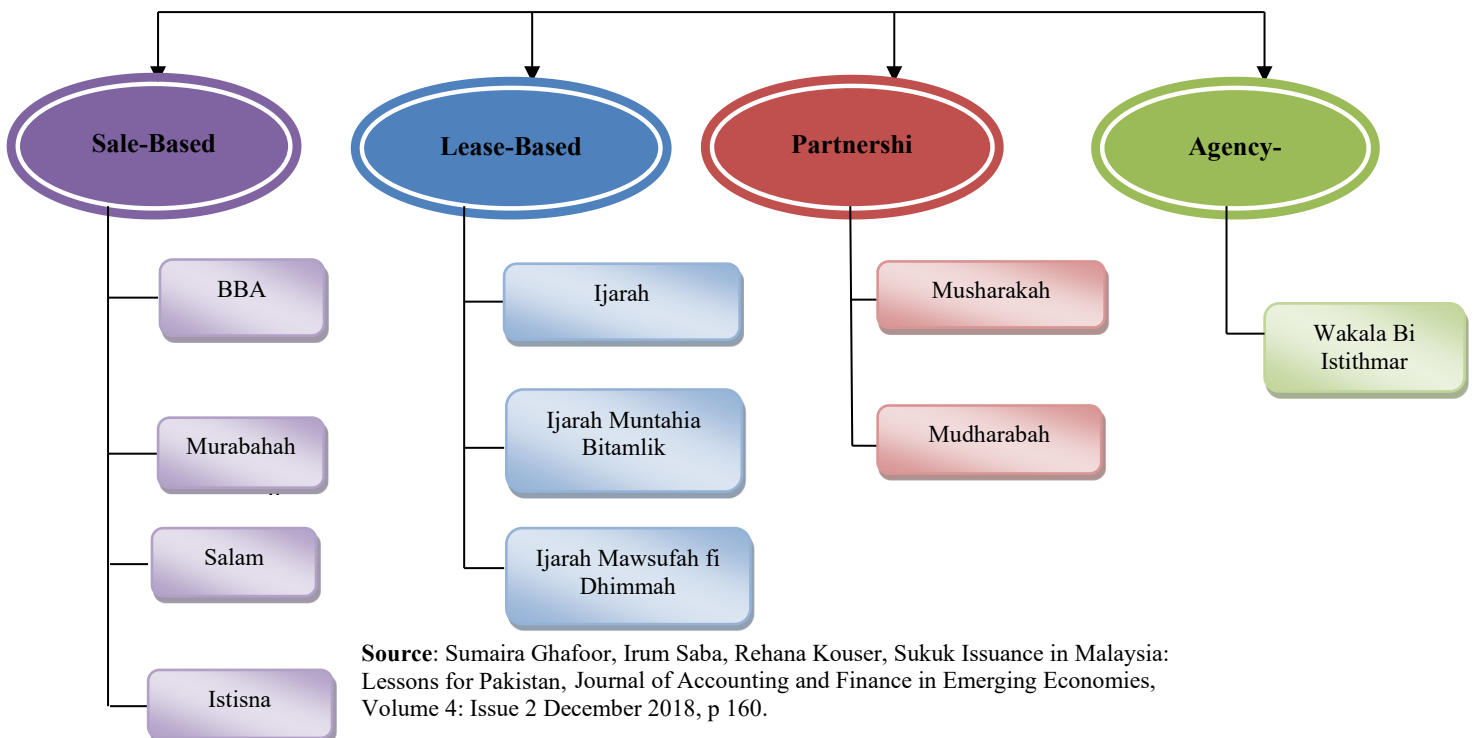 Sale-Based
Lease-Based
Partnershi
Agency-
BBA
Murabahah
Salam
Istisna
Ijarah
Ijarah Muntahia
Bitamlik
Ijarah Mawsufah fi
Dhimmah
Musharakah
Mudharabah
Wakala Bi
Istithmar
Source: Sumaira Ghafoor, Irum Saba, Rehana Kouser, Sukuk Issuance in Malaysia:
Lessons for Pakistan, Journal of Accounting and Finance in Emerging Economies,
Volume 4: Issue 2 December 2018, p 160.